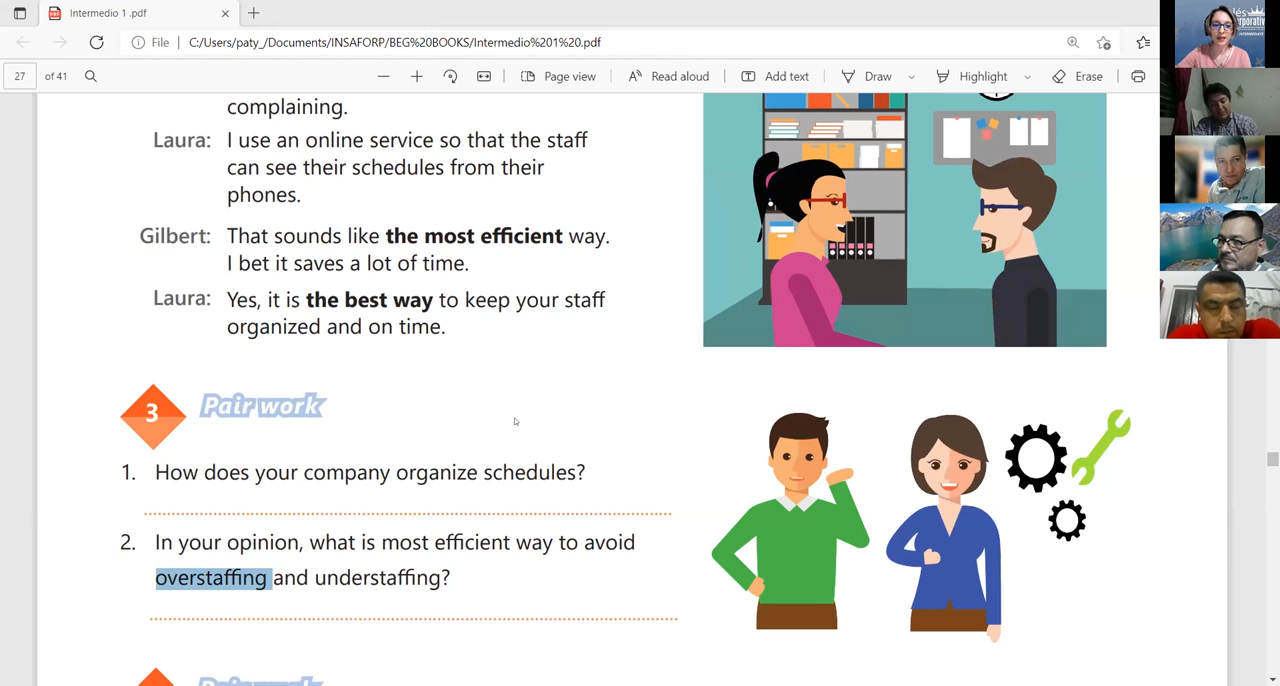 Intermedio 1 .pdf
File
C:/Users/paty_/Documents/INSAFORP/BEG%20BOOKS/Intermedio%201%20.pdf
27 of 41
Page view
Read aloud
Add text
Draw
Highlight
Erase
complaining.
Laura: I use an online service so that the staff
can see their schedules from their
phones.
Gilbert: That sounds like the most efficient way.
I bet it saves a lot of time.
Laura: Yes, it is the best way to keep your staff
organized and on time.
3 Pair work
1. How does your company organize schedules?
2. In your opinion, what is most efficient way to avoid
overstaffing and understaffing?
Pair work